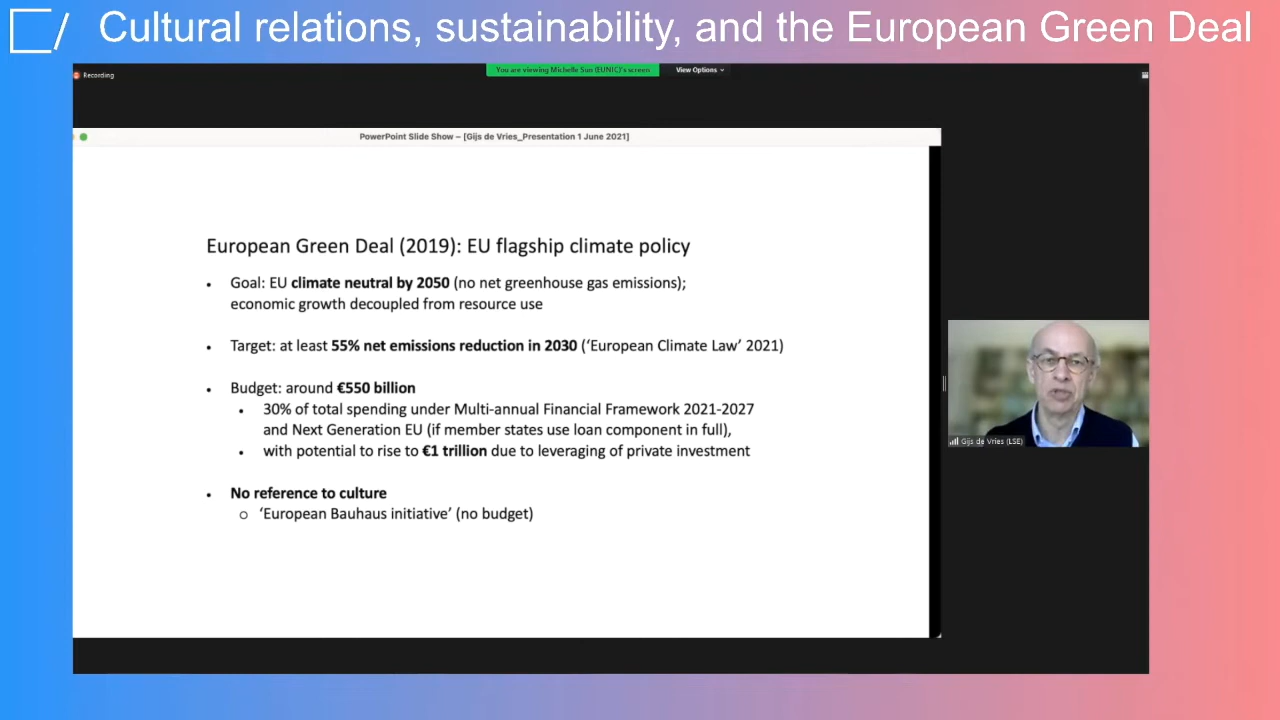 Cultural relations, sustainability, and the European Green Deal
Recording
You are viewing Michelle Sun (EUNIC)'s screen
View Options
PowerPoint Slide Show – [Gijs de Vries_Presentation 1 June 2021]
European Green Deal (2019): EU flagship climate policy
• Goal: EU climate neutral by 2050 (no net greenhouse gas emissions);
economic growth decoupled from resource use
• Target: at least 55% net emissions reduction in 2030 (‘European Climate Law’ 2021)
• Budget: around €550 billion
• 30% of total spending under Multi-annual Financial Framework 2021-2027
and Next Generation EU (if member states use loan component in full),
• with potential to rise to €1 trillion due to leveraging of private investment
• No reference to culture
o ‘European Bauhaus initiative’ (no budget)
Gijs de Vries (LSE)